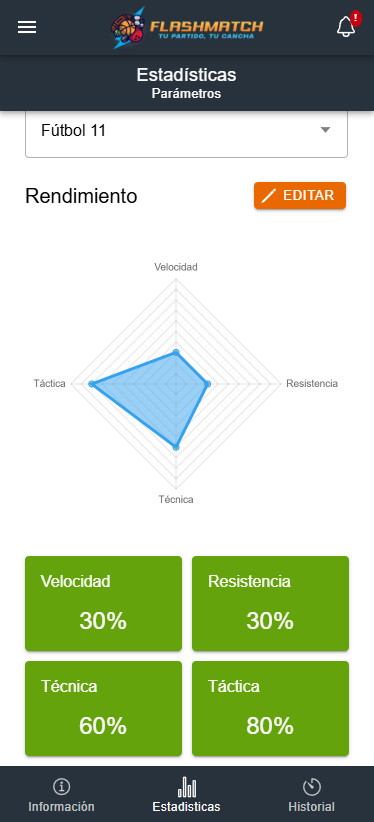 FLASHMATCH
TU PARTIDO, TU CANCHA
!
Estadísticas
Parámetros
Fútbol 11
Rendimiento
EDITAR
Velocidad
Táctica
Resistencia
Técnica
Velocidad
30%
Resistencia
30%
Técnica
60%
Táctica
80%
Información
Estadísticas
Historial